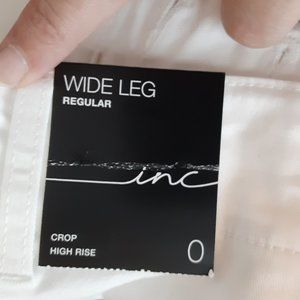 WIDE LEG
REGULAR
inc
CROP
HIGH RISE
0